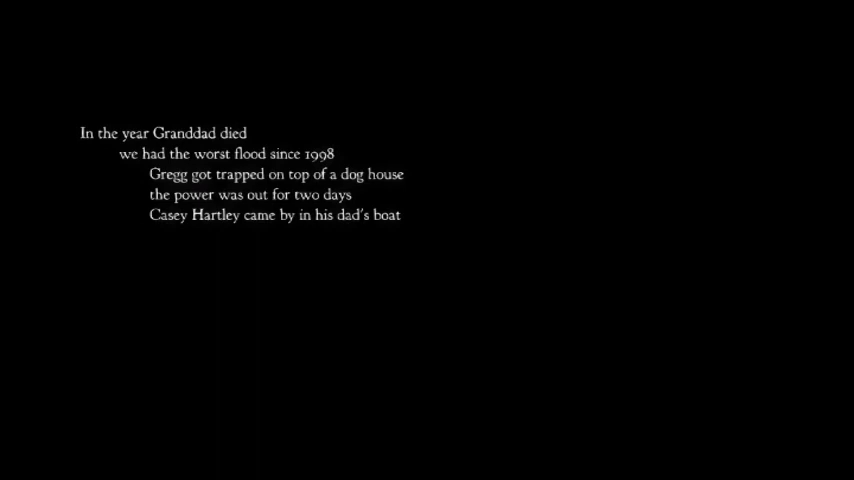 In the year Granddad died
we had the worst flood since 1998
Gregg got trapped on top of a dog house
the power was out for two days
Casey Hartley came by in his dad's boat